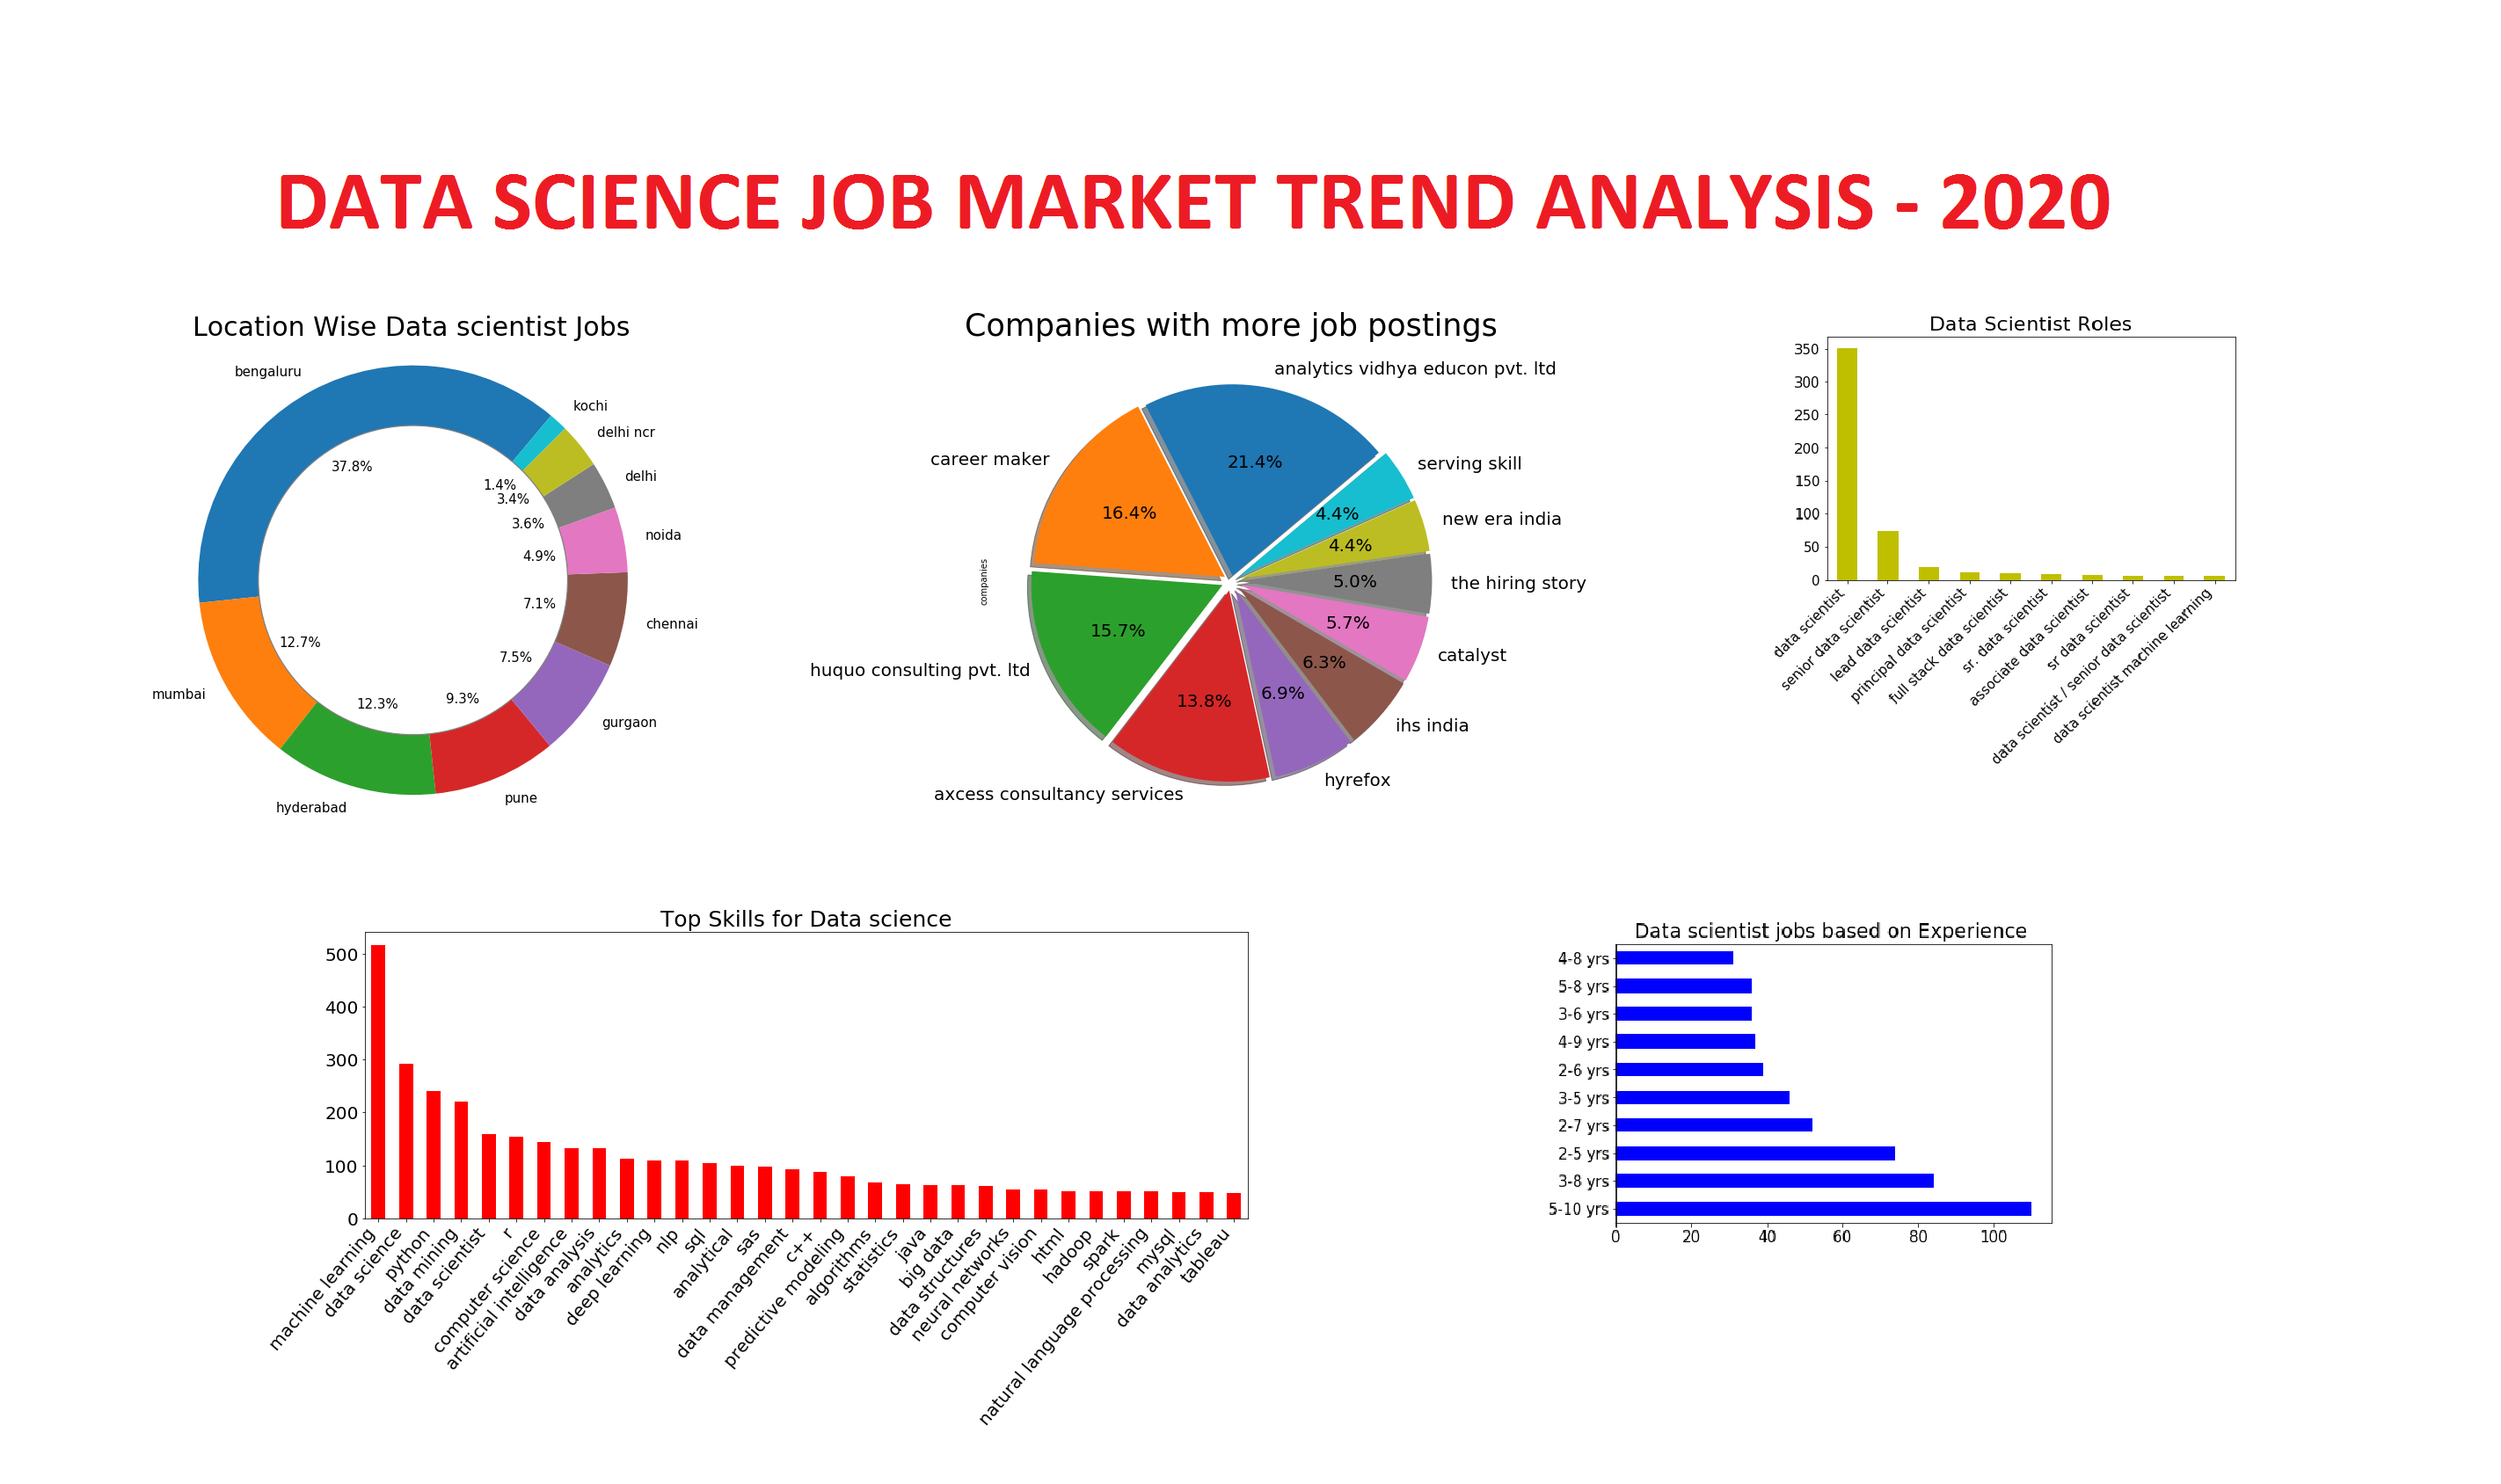 DATA SCIENCE JOB MARKET TREND ANALYSIS - 2020
Location Wise Data scientist Jobs
bengaluru
kochi
delhi ncr
delhi
noida
chennai
gurgaon
pune
hyderabad
mumbai
37.8%
1.4%
3.4%
3.6%
4.9%
7.1%
7.5%
9.3%
12.3%
12.7%
Companies with more job postings
analytics vidhya educon pvt. ltd
serving skill
new era india
the hiring story
catalyst
ihs india
hyrefox
axcess consultancy services
huquo consulting pvt. ltd
career maker
companies
21.4%
4.4%
4.4%
5.0%
5.7%
6.3%
6.9%
13.8%
15.7%
16.4%
Data Scientist Roles
350
300
250
200
150
100
50
0
data scientist
senior data scientist
lead data scientist
principal data scientist
full stack data scientist
sr. data scientist
associate data scientist
sr data scientist
data scientist / senior data scientist
data scientist machine learning
Top Skills for Data science
500
400
300
200
100
0
machine learning
data science
python
data mining
data scientist
r
computer science
artificial intelligence
data analysis
analytics
deep learning
nlp
sql
analytical
sas
data management
c++
predictive modeling
algorithms
statistics
java
big data
data structures
neural networks
computer vision
html
hadoop
spark
natural language processing
mysql
data analytics
tableau
Data scientist jobs based on Experience
4-8 yrs
5-8 yrs
3-6 yrs
4-9 yrs
2-6 yrs
3-5 yrs
2-7 yrs
2-5 yrs
3-8 yrs
5-10 yrs
0 20 40 60 80 100